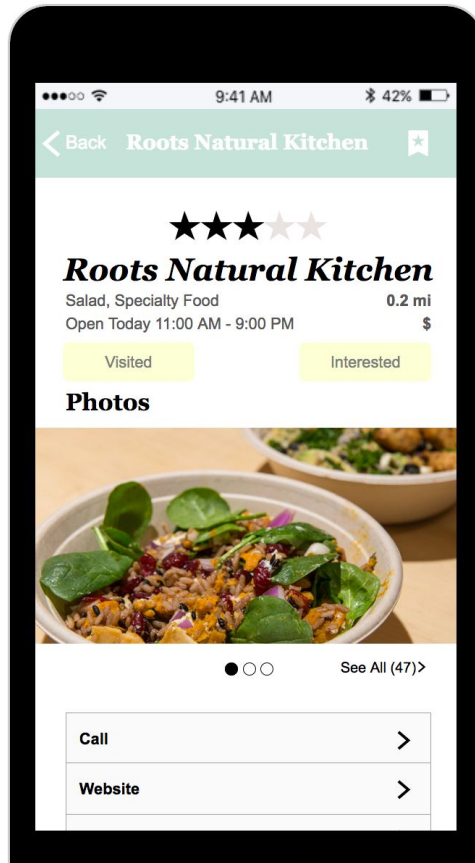 9:41 AM
42%
Back
Roots Natural Kitchen
Roots Natural Kitchen
Salad, Specialty Food
0.2 mi
Open Today 11:00 AM - 9:00 PM
$
Visited
Interested
Photos
See All (47)>
Call
Website